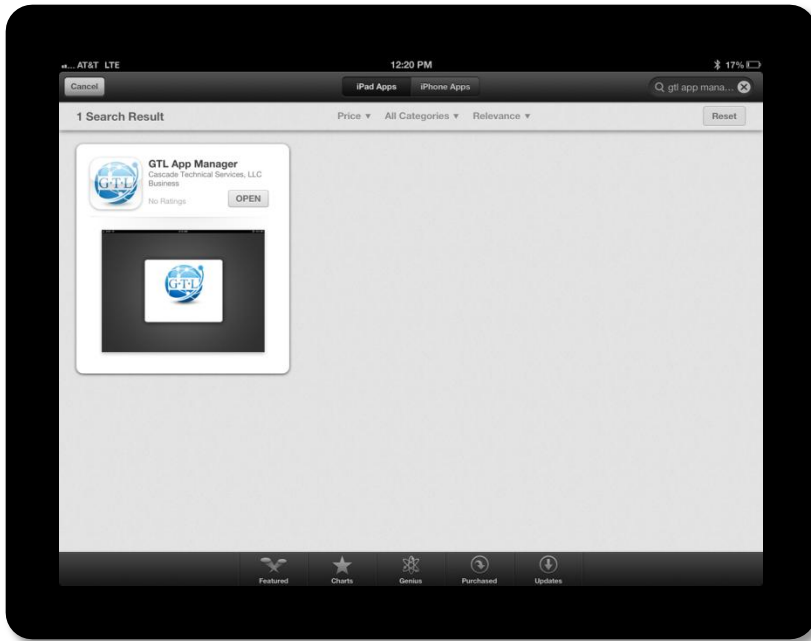 AT&T LTE
12:20 PM
17%
Cancel
iPad Apps
iPhone Apps
gtl app mana...
1 Search Result
Price
All Categories
Relevance
Reset
GTL App Manager
Cascade Technical Services, LLC
Business
No Ratings
OPEN
GTL
G·T·L
Featured
Charts
Genius
Purchased
Updates